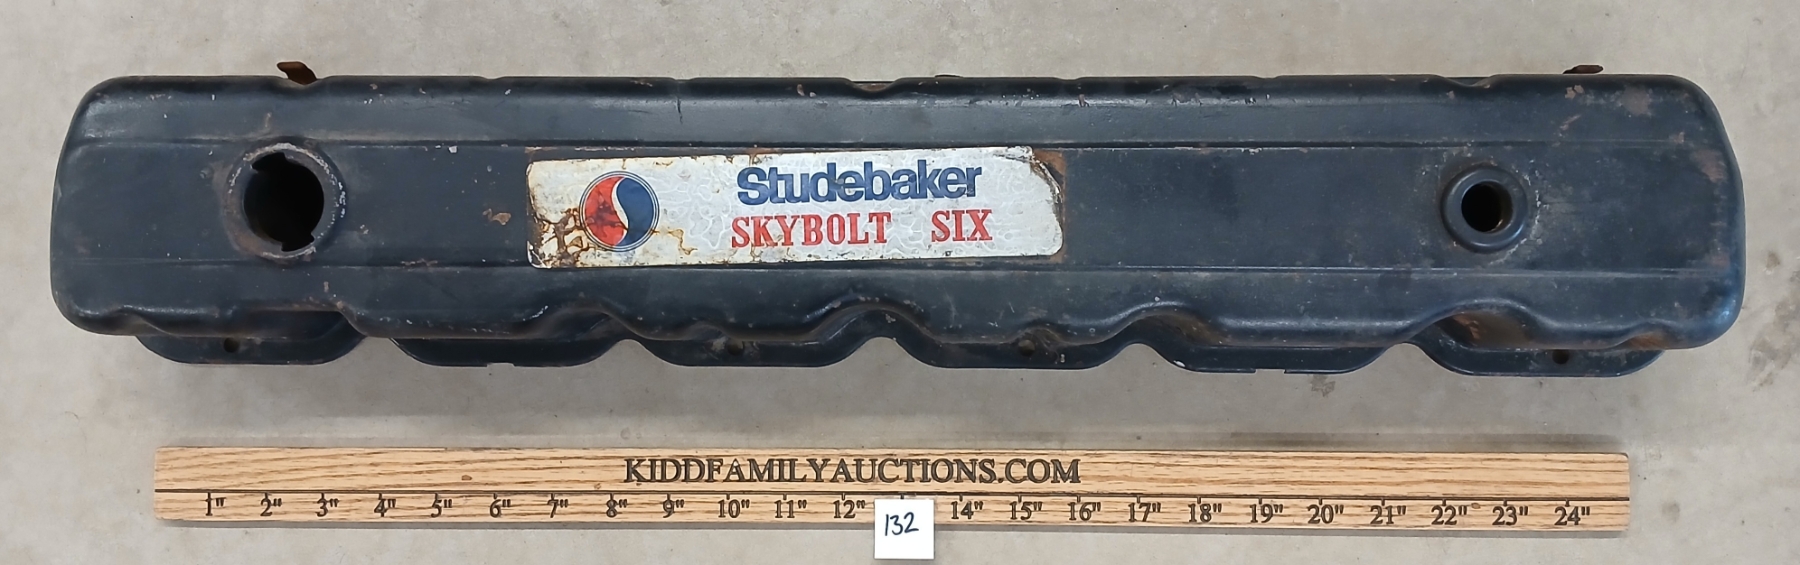 Studebaker
SKYBOLT SIX
KIDDFAMILYAUCTIONS.COM
1" 2" 3" 4" 5" 6" 7" 8" 9" 10" 11" 12" 14" 15" 16" 17" 18" 19" 20" 21" 22" 23" 24"
132